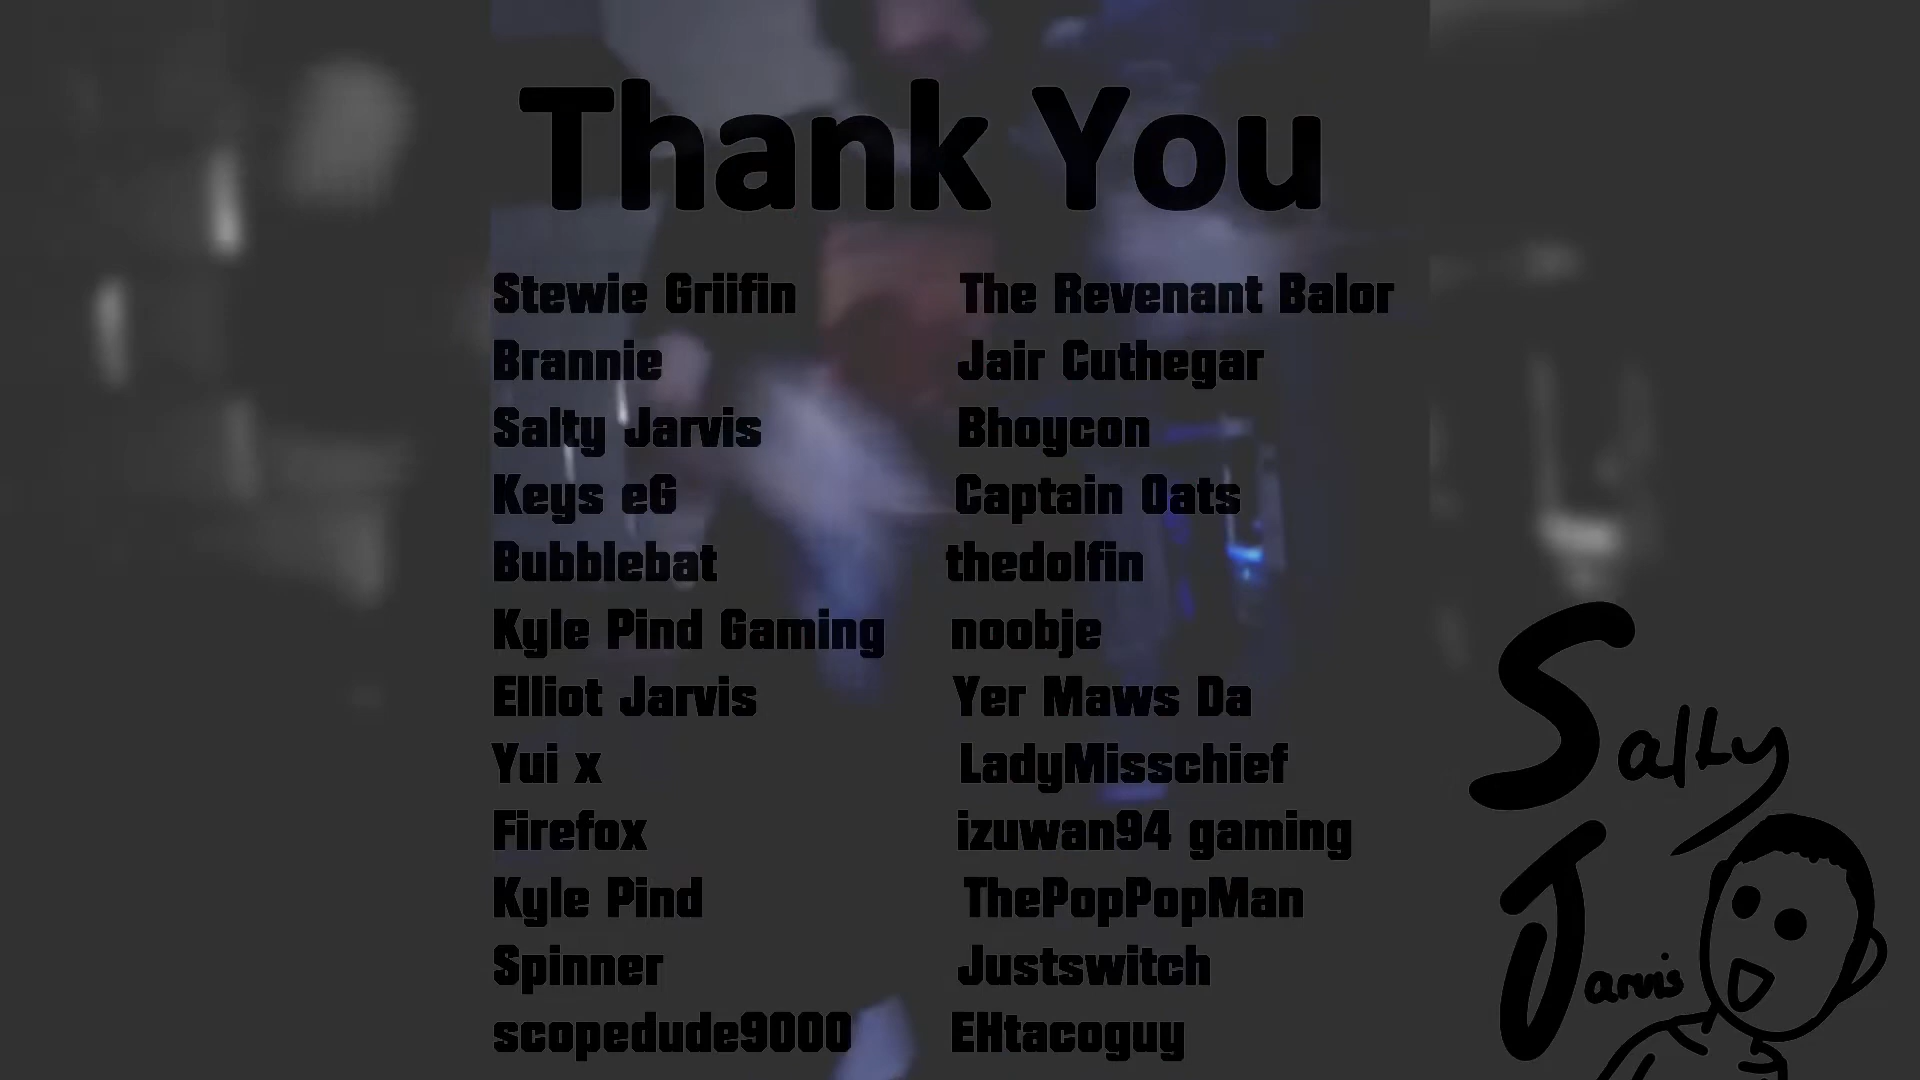 Thank You
Stewie Griifin
Brannie
Salty Jarvis
Keys eG
Bubblebat
Kyle Pind Gaming
Elliot Jarvis
Yui x
Firefox
Kyle Pind
Spinner
scopedude9000
The Revenant Balor
Jair Cuthegar
Bhoycon
Captain Oats
thedolfin
noobje
Yer Maws Da
LadyMisschief
izuwan94 gaming
ThePopPopMan
Justswitch
EHtacoguy
Salty
Jarvis